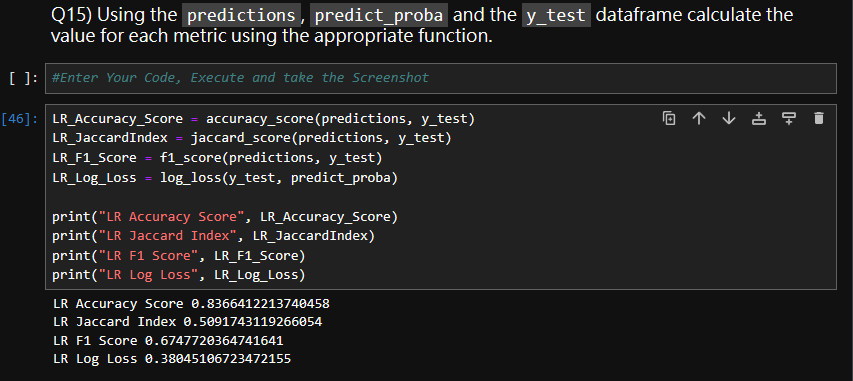 Q15) Using the predictions, predict_proba and the y_test dataframe calculate the
value for each metric using the appropriate function.
[ ]: #Enter Your Code, Execute and take the Screenshot
[46]: LR_Accuracy_Score = accuracy_score(predictions, y_test)
LR_JaccardIndex = jaccard_score(predictions, y_test)
LR_F1_Score = f1_score(predictions, y_test)
LR_Log_Loss = log_loss(y_test, predict_proba)
print("LR Accuracy Score", LR_Accuracy_Score)
print("LR Jaccard Index", LR_JaccardIndex)
print("LR F1 Score", LR_F1_Score)
print("LR Log Loss", LR_Log_Loss)
LR Accuracy Score 0.8366412213740458
LR Jaccard Index 0.5091743119266054
LR F1 Score 0.6747720364741641
LR Log Loss 0.38045106723472155